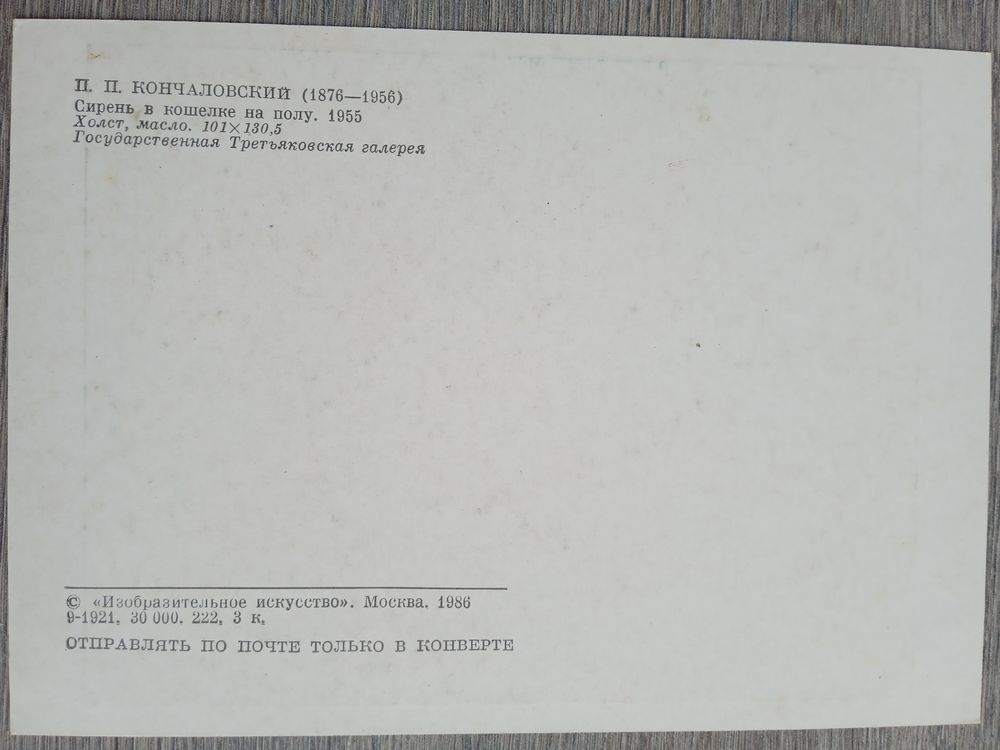 П. П. КОНЧАЛОВСКИЙ (1876—1956)
Сирень в кошелке на полу. 1955
Холст, масло. 101×130,5
Государственная Третьяковская галерея
© «Изобразительное искусство». Москва. 1986
9-1921. 30 000. 222. 3 к.
ОТПРАВЛЯТЬ ПО ПОЧТЕ ТОЛЬКО В КОНВЕРТЕ